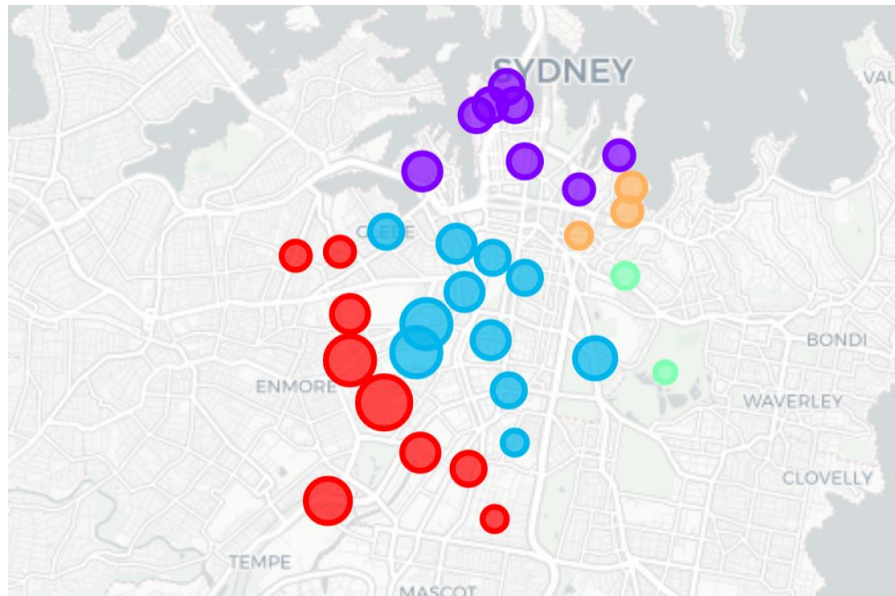 SYDNEY
VAU
GLEBE
BONDI
ENMORE
WAVERLEY
CLOVELLY
TEMPE
MASCOT